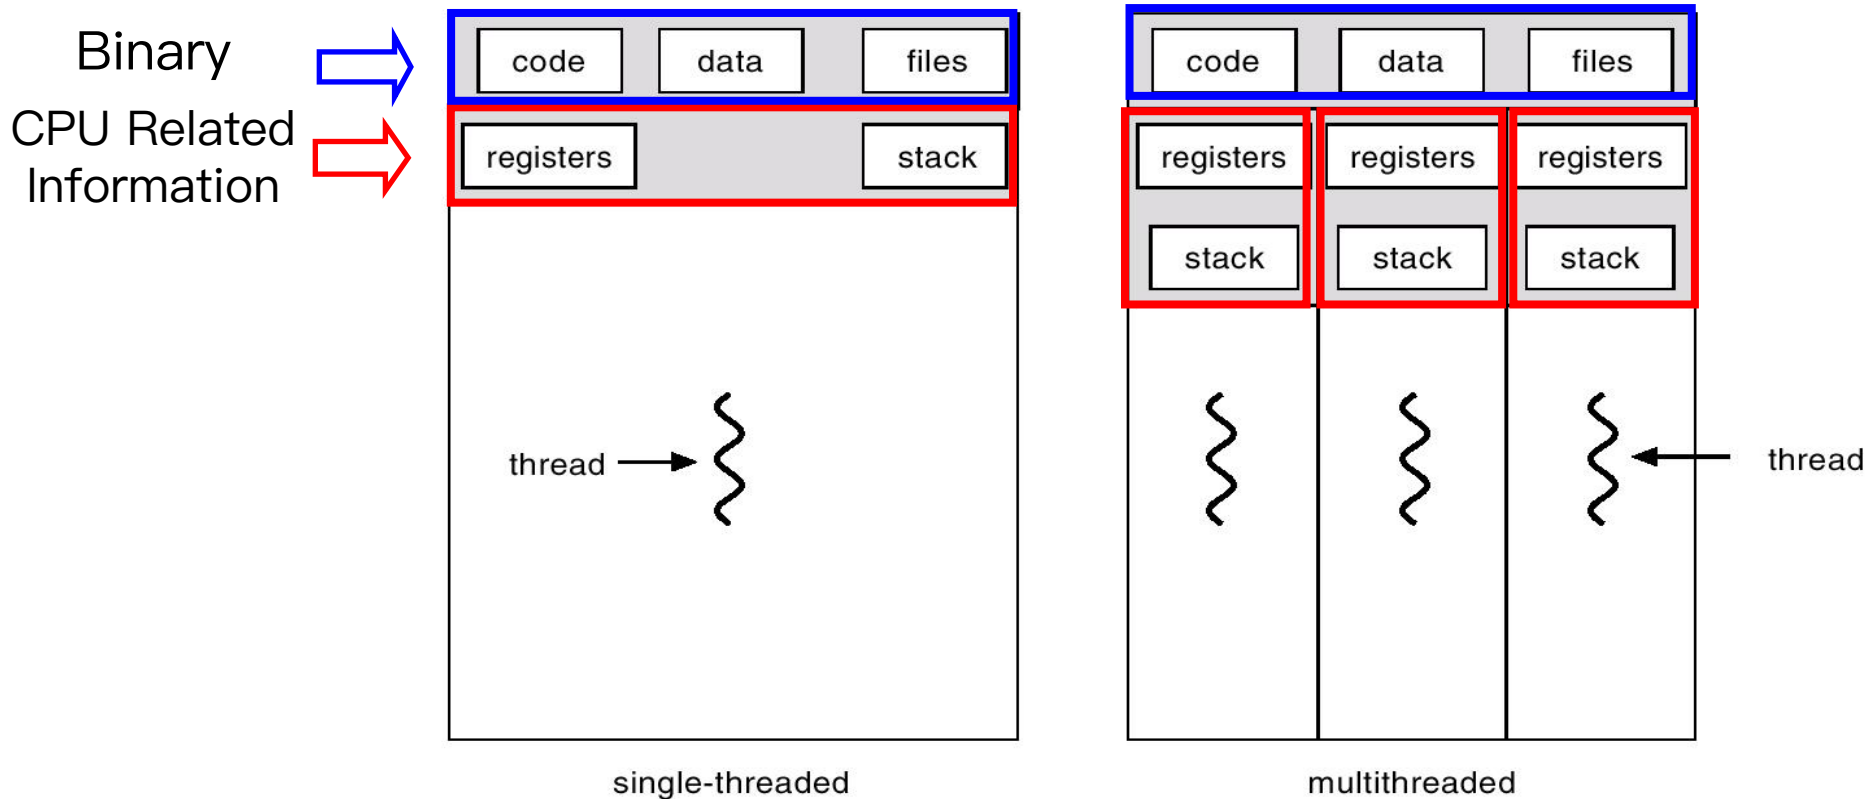 Binary
CPU Related
Information
code data files
registers stack
thread
single-threaded
code data files
registers registers registers
stack stack stack
thread
multithreaded